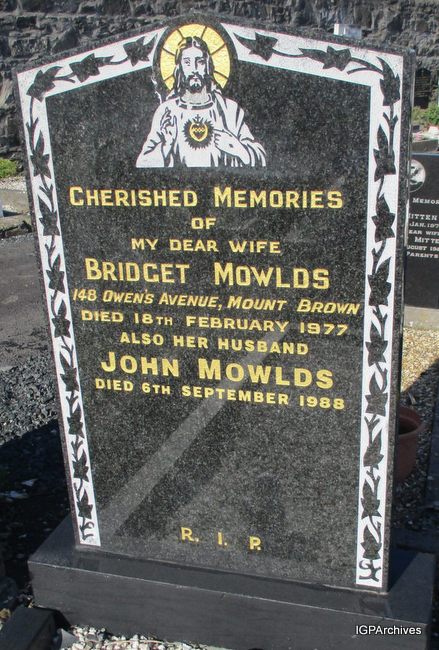 CHERISHED MEMORIES
OF
MY DEAR WIFE
BRIDGET MOWLDS
148 OWEN'S AVENUE, MOUNT BROWN
DIED 18TH FEBRUARY 1977
ALSO HER HUSBAND
JOHN MOWLDS
DIED 6TH SEPTEMBER 1988
R. I. P.
IGPArchives